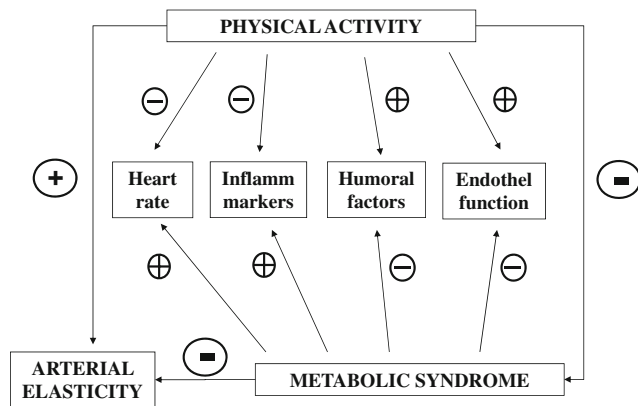 PHYSICAL ACTIVITY
−
−
+
+
+
-
Heart
rate
Inflamm
markers
Humoral
factors
Endothel
function
+
+
−
−
-
ARTERIAL
ELASTICITY
METABOLIC SYNDROME